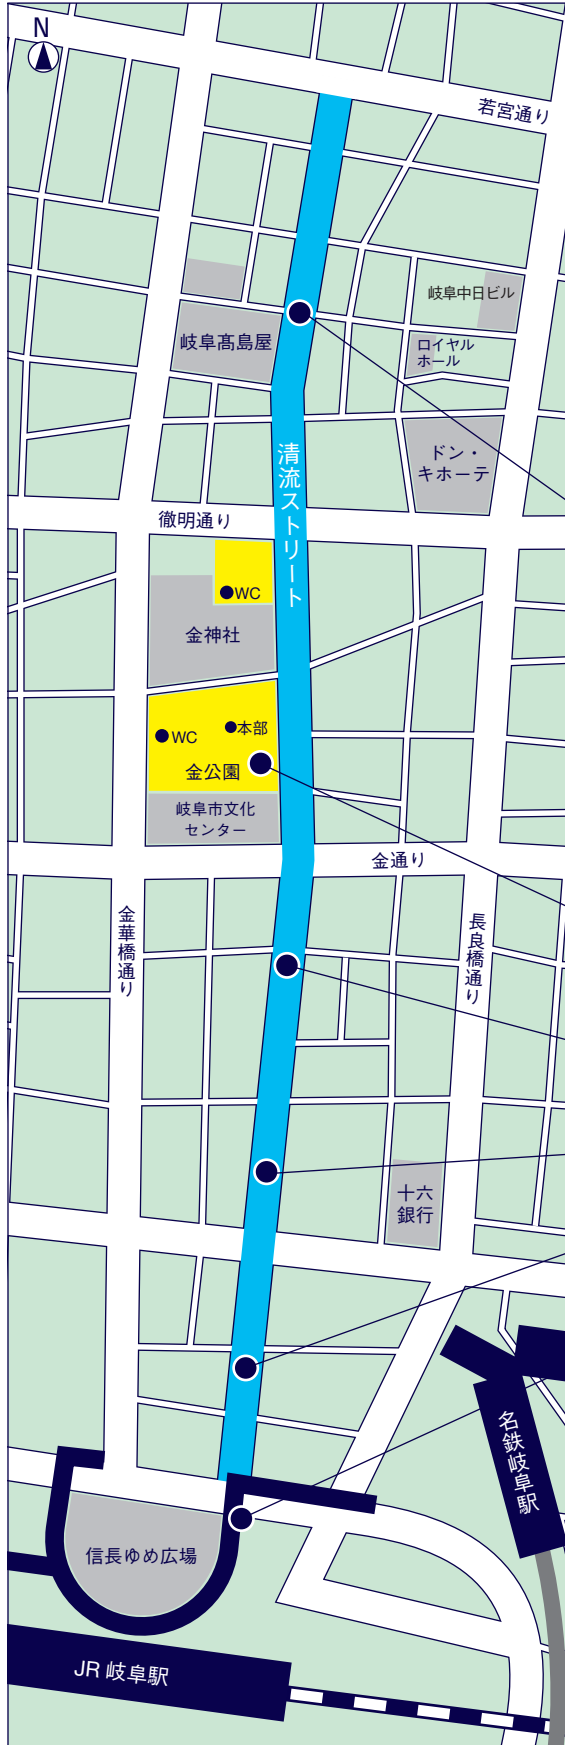 N
若宮通り
岐阜中日ビル
岐阜髙島屋
ロイヤル
ホール
ドン・
キホーテ
清流ストリート
徹明通り
WC
金神社
本部
WC
金公園
岐阜市文化
センター
金通り
金華橋通り
長良橋通り
十六
銀行
名鉄岐阜駅
信長ゆめ広場
JR 岐阜駅